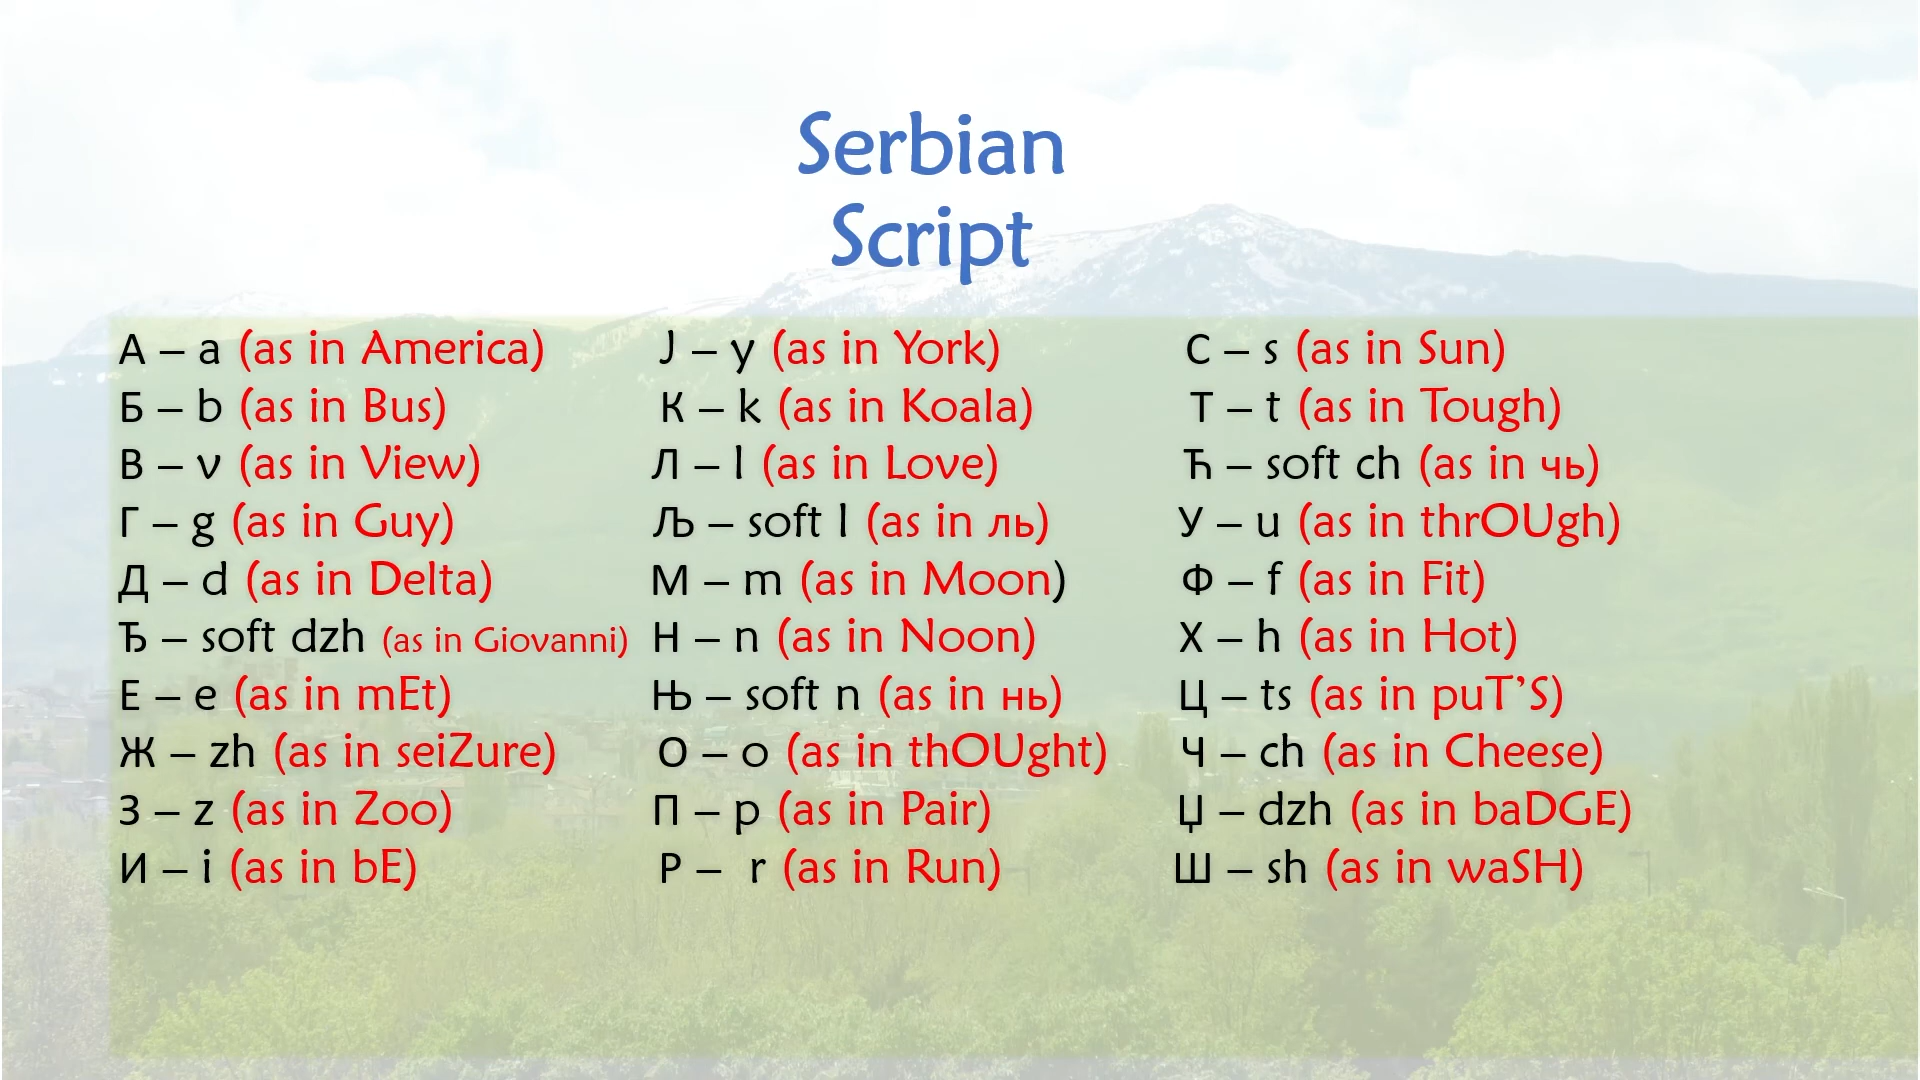 Serbian
Script
А – a (as in America)
Б – b (as in Bus)
В – v (as in View)
Г – g (as in Guy)
Д – d (as in Delta)
Ђ – soft dzh (as in Giovanni)
Е – e (as in mEt)
Ж – zh (as in seiZure)
З – z (as in Zoo)
И – i (as in bE)
Ј – y (as in York)
К – k (as in Koala)
Л – l (as in Love)
Љ – soft l (as in ль)
М – m (as in Moon)
Н – n (as in Noon)
Њ – soft n (as in нь)
О – o (as in thOUght)
П – p (as in Pair)
Р – r (as in Run)
С – s (as in Sun)
Т – t (as in Tough)
Ћ – soft ch (as in чь)
У – u (as in thrOUgh)
Ф – f (as in Fit)
Х – h (as in Hot)
Ц – ts (as in puT’S)
Ч – ch (as in Cheese)
Џ – dzh (as in baDGE)
Ш – sh (as in waSH)